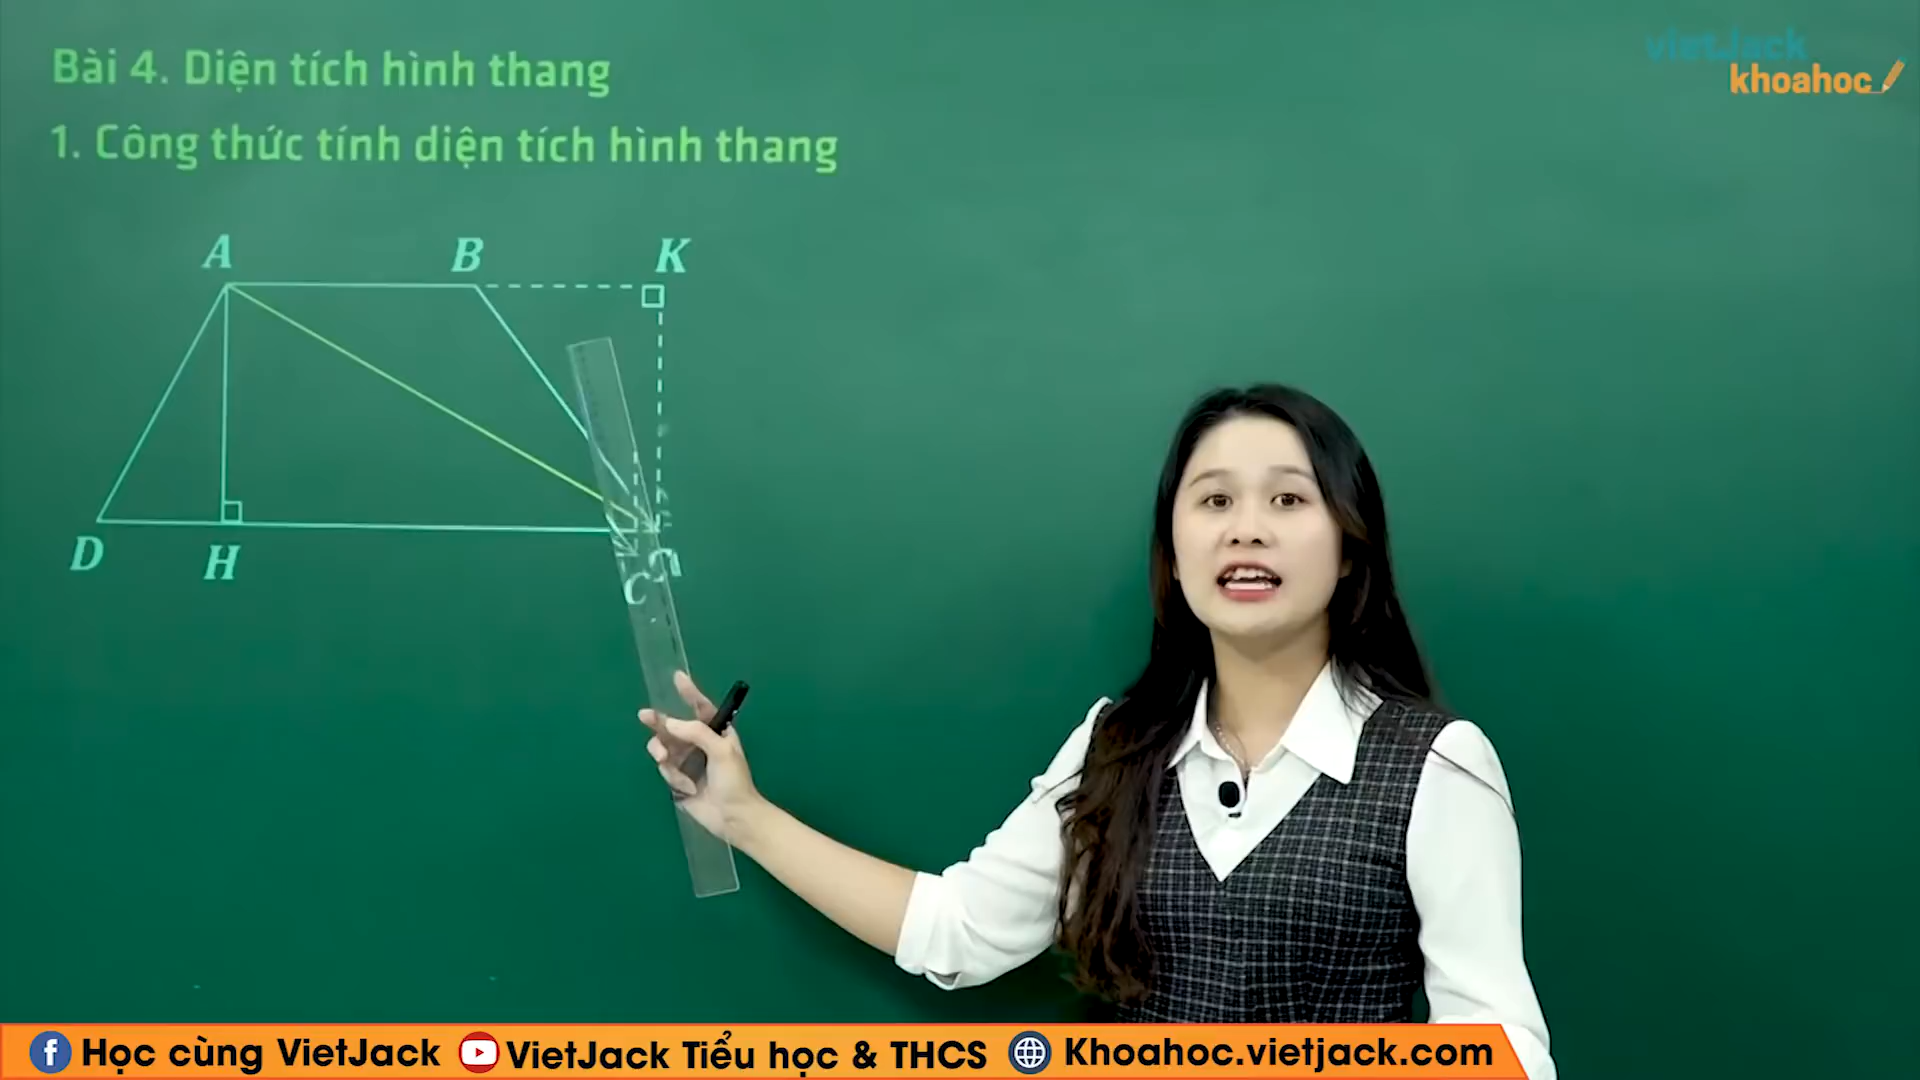 Bài 4. Diện tích hình thang
vietJack
khoahoc
1. Công thức tính diện tích hình thang
A B K
D H C
Học cùng VietJack VietJack Tiểu học & THCS Khoahoc.vietjack.com